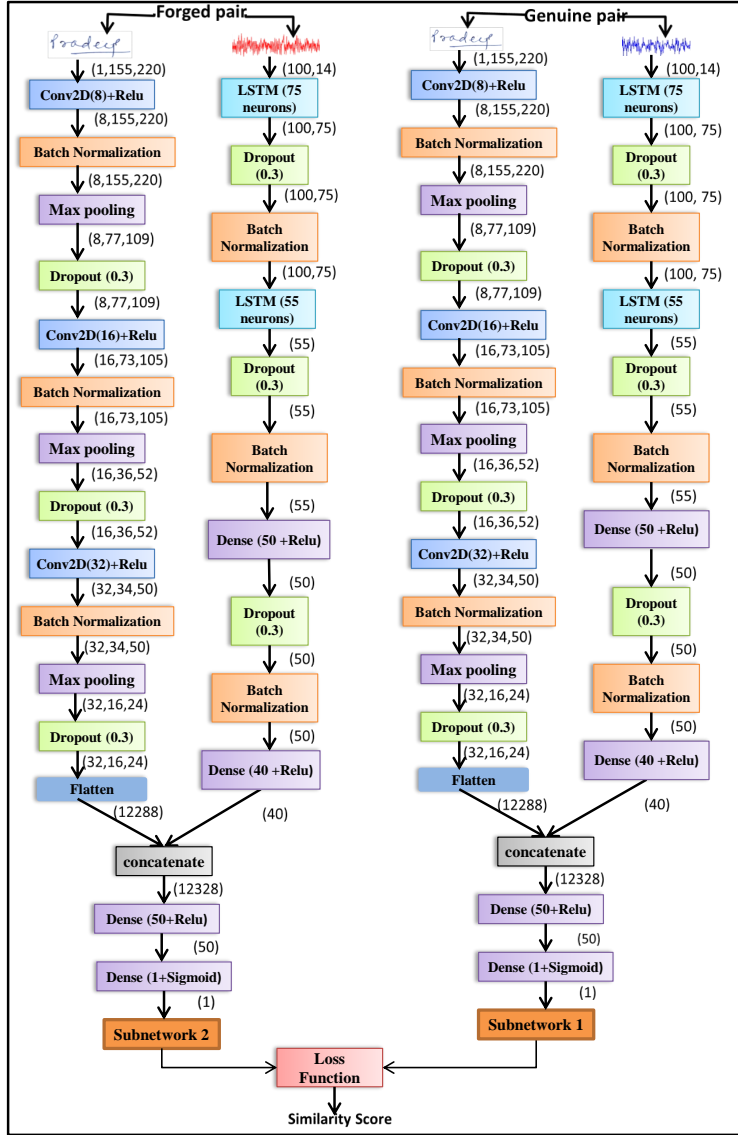 Forged pair
Pradeep
(1,155,220)
Conv2D(8)+Relu
(8,155,220)
Batch Normalization
(8,155,220)
Max pooling
(8,77,109)
Dropout (0.3)
(8,77,109)
Conv2D(16)+Relu
(16,73,105)
Batch Normalization
(16,73,105)
Max pooling
(16,36,52)
Dropout (0.3)
(16,36,52)
Conv2D(32)+Relu
(32,34,50)
Batch Normalization
(32,34,50)
Max pooling
(32,16,24)
Dropout (0.3)
(32,16,24)
Flatten
(12288)
(100,14)
LSTM (75
neurons)
(100,75)
Dropout
(0.3)
(100,75)
Batch
Normalization
(100,75)
LSTM (55
neurons)
(55)
Dropout
(0.3)
(55)
Batch
Normalization
(55)
Dense (50 +Relu)
(50)
Dropout
(0.3)
(50)
Batch
Normalization
(50)
Dense (40 +Relu)
(40)
concatenate
(12328)
Dense (50+Relu)
(50)
Dense (1+Sigmoid)
(1)
Subnetwork 2
Genuine pair
Pradeep
(1,155,220)
Conv2D(8)+Relu
(8,155,220)
Batch Normalization
(8,155,220)
Max pooling
(8,77,109)
Dropout (0.3)
(8,77,109)
Conv2D(16)+Relu
(16,73,105)
Batch Normalization
(16,73,105)
Max pooling
(16,36,52)
Dropout (0.3)
(16,36,52)
Conv2D(32)+Relu
(32,34,50)
Batch Normalization
(32,34,50)
Max pooling
(32,16,24)
Dropout (0.3)
(32,16,24)
Flatten
(12288)
(100,14)
LSTM (75
neurons)
(100, 75)
Dropout
(0.3)
(100, 75)
Batch
Normalization
(100, 75)
LSTM (55
neurons)
(55)
Dropout
(0.3)
(55)
Batch
Normalization
(55)
Dense (50 +Relu)
(50)
Dropout
(0.3)
(50)
Batch
Normalization
(50)
Dense (40 +Relu)
(40)
concatenate
(12328)
Dense (50+Relu)
(50)
Dense (1+Sigmoid)
(1)
Subnetwork 1
Loss
Function
Similarity Score